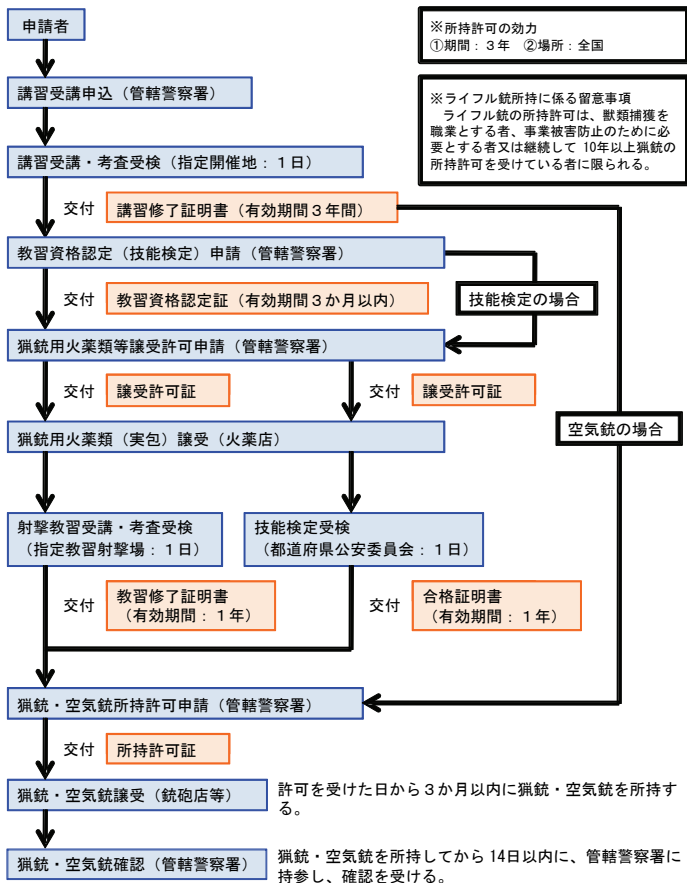 申請者
※所持許可の効力
①期間：３年　②場所：全国
講習受講申込（管轄警察署）
※ライフル銃所持に係る留意事項
　ライフル銃の所持許可は、獣類捕獲を
職業とする者、事業被害防止のために必
要とする者又は継続して 10年以上猟銃の
所持許可を受けている者に限られる。
講習受講・考査受検（指定開催地：１日）
交付
講習修了証明書（有効期間３年間）
教習資格認定（技能検定）申請（管轄警察署）
交付
教習資格認定証（有効期間３か月以内）
技能検定の場合
猟銃用火薬類等譲受許可申請（管轄警察署）
交付
譲受許可証
交付
譲受許可証
猟銃用火薬類（実包）譲受（火薬店）
空気銃の場合
射撃教習受講・考査受検
（指定教習射撃場：１日）
技能検定受検
（都道府県公安委員会：１日）
交付
教習修了証明書
（有効期間：１年）
交付
合格証明書
（有効期間：１年）
猟銃・空気銃所持許可申請（管轄警察署）
交付
所持許可証
猟銃・空気銃譲受（銃砲店等）
許可を受けた日から３か月以内に猟銃・空気銃を所持す
る。
猟銃・空気銃確認（管轄警察署）
猟銃・空気銃を所持してから 14日以内に、管轄警察署に
持参し、確認を受ける。